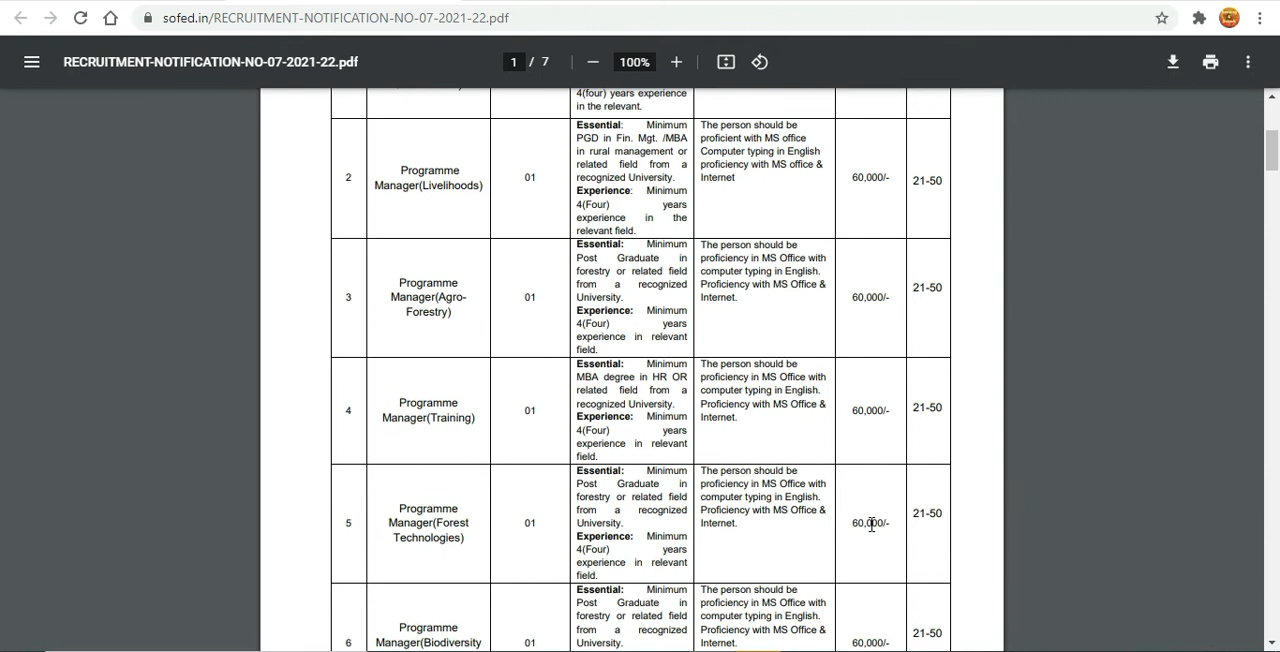 sofed.in/RECRUITMENT-NOTIFICATION-NO-07-2021-22.pdf
RECRUITMENT-NOTIFICATION-NO-07-2021-22.pdf
1 / 7
100%
4(four) years experience
in the relevant.
2
Programme
Manager(Livelihoods)
01
Essential: Minimum
PGD in Fin. Mgt. /MBA
in rural management or
related field from a
recognized University.
Experience: Minimum
4(Four) years
experience in the
relevant field.
The person should be
proficient with MS office
Computer typing in English
proficiency with MS office &
Internet
60,000/-
21-50
3
Programme
Manager(Agro-
Forestry)
01
Essential: Minimum
Post Graduate in
forestry or related field
from a recognized
University.
Experience: Minimum
4(Four) years
experience in relevant
field.
The person should be
proficiency in MS Office with
computer typing in English.
Proficiency with MS Office &
Internet.
60,000/-
21-50
4
Programme
Manager(Training)
01
Essential: Minimum
MBA degree in HR OR
related field from a
recognized University.
Experience: Minimum
4(Four) years
experience in relevant
field.
The person should be
proficiency in MS Office with
computer typing in English.
Proficiency with MS Office &
Internet.
60,000/-
21-50
5
Programme
Manager(Forest
Technologies)
01
Essential: Minimum
Post Graduate in
forestry or related field
from a recognized
University.
Experience: Minimum
4(Four) years
experience in relevant
field.
The person should be
proficiency in MS Office with
computer typing in English.
Proficiency with MS Office &
Internet.
60,000/-
21-50
6
Programme
Manager(Biodiversity
01
Essential: Minimum
Post Graduate in
forestry or related field
from a recognized
University.
The person should be
proficiency in MS Office with
computer typing in English.
Proficiency with MS Office &
Internet.
60,000/-
21-50